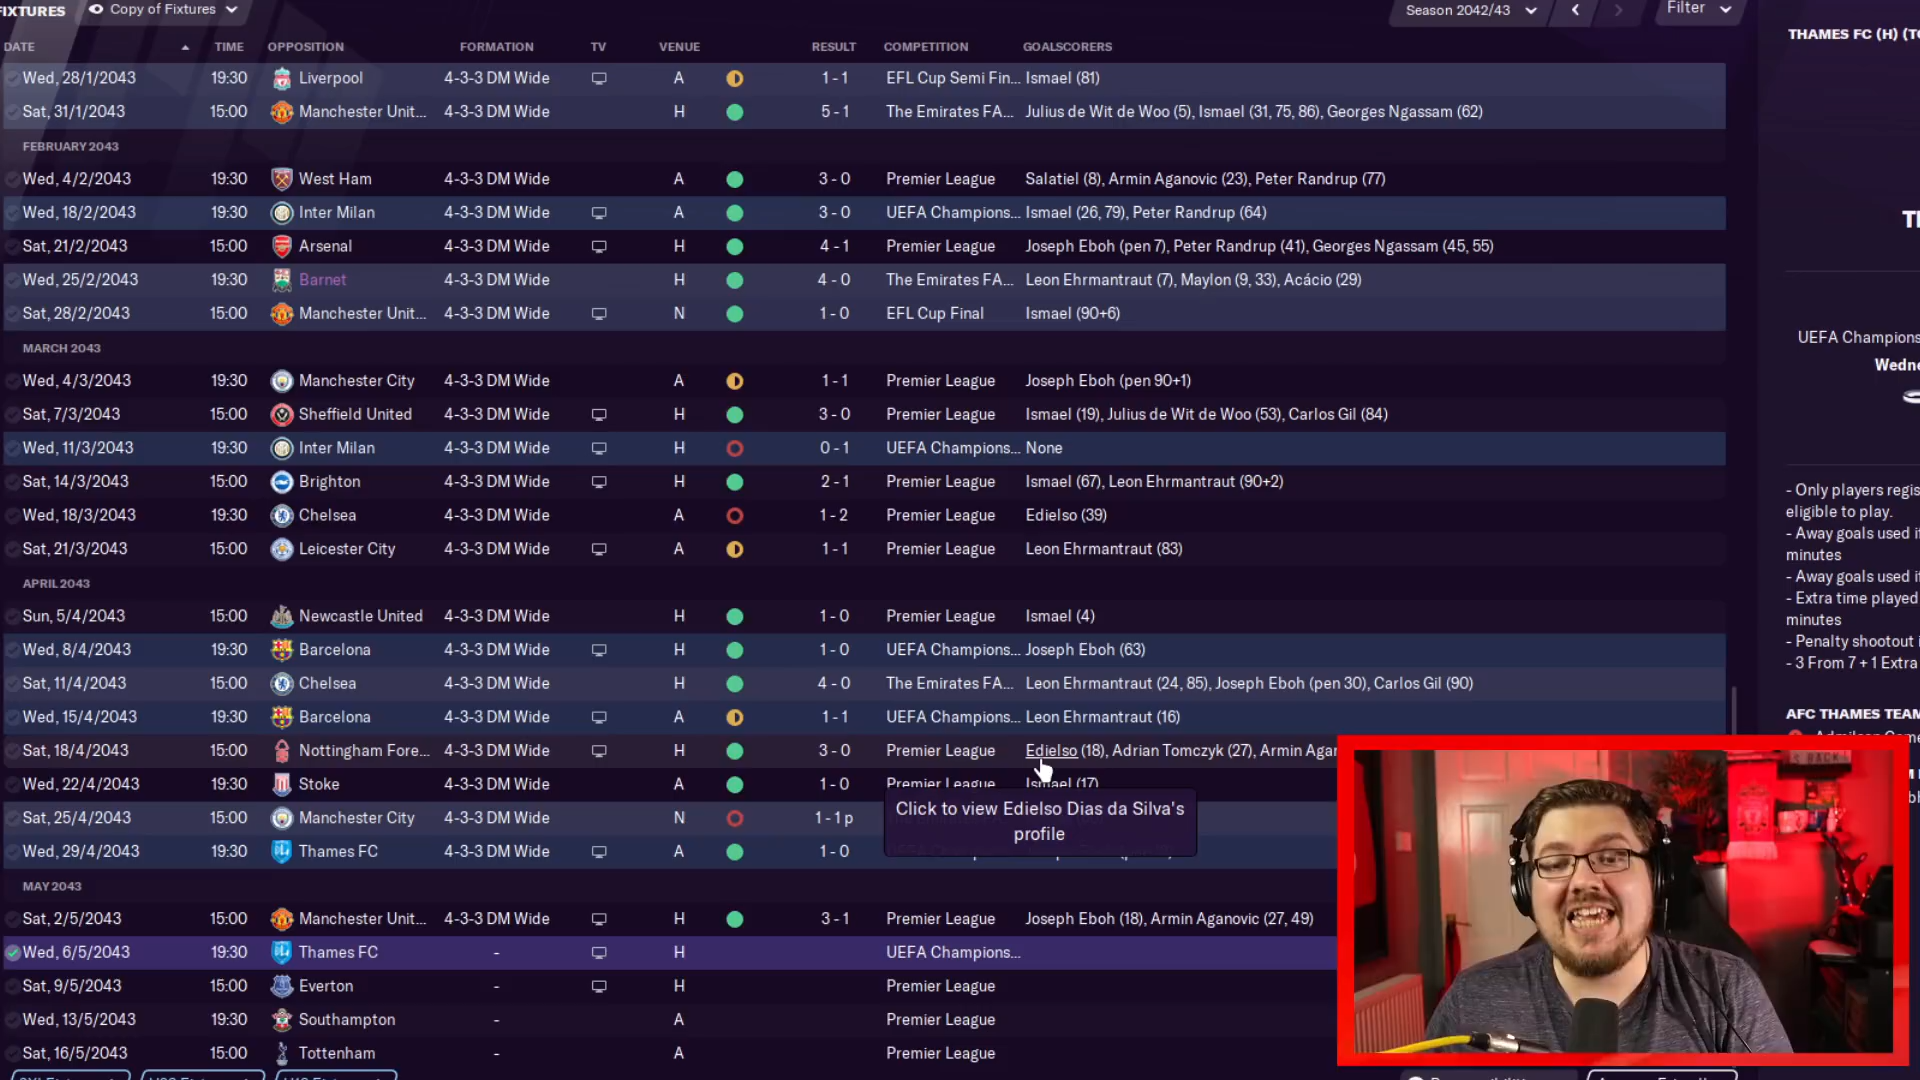 FIXTURES Copy of Fixtures Season 2042/43 Filter
DATE TIME OPPOSITION FORMATION TV VENUE RESULT COMPETITION GOALSCORERS
Wed, 28/1/2043 19:30 Liverpool 4-3-3 DM Wide A 1 - 1 EFL Cup Semi Fin... Ismael (81)
Sat, 31/1/2043 15:00 Manchester Unit... 4-3-3 DM Wide H 5 - 1 The Emirates FA... Julius de Wit de Woo (5), Ismael (31, 75, 86), Georges Ngassam (62)
FEBRUARY 2043
Wed, 4/2/2043 19:30 West Ham 4-3-3 DM Wide A 3 - 0 Premier League Salatiel (8), Armin Aganovic (23), Peter Randrup (77)
Wed, 18/2/2043 19:30 Inter Milan 4-3-3 DM Wide A 3 - 0 UEFA Champions... Ismael (26, 79), Peter Randrup (64)
Sat, 21/2/2043 15:00 Arsenal 4-3-3 DM Wide H 4 - 1 Premier League Joseph Eboh (pen 7), Peter Randrup (41), Georges Ngassam (45, 55)
Wed, 25/2/2043 19:30 Barnet 4-3-3 DM Wide H 4 - 0 The Emirates FA... Leon Ehrmantraut (7), Maylon (9, 33), Acácio (29)
Sat, 28/2/2043 15:00 Manchester Unit... 4-3-3 DM Wide N 1 - 0 EFL Cup Final Ismael (90+6)
MARCH 2043
Wed, 4/3/2043 19:30 Manchester City 4-3-3 DM Wide A 1 - 1 Premier League Joseph Eboh (pen 90+1)
Sat, 7/3/2043 15:00 Sheffield United 4-3-3 DM Wide H 3 - 0 Premier League Ismael (19), Julius de Wit de Woo (53), Carlos Gil (84)
Wed, 11/3/2043 19:30 Inter Milan 4-3-3 DM Wide H 0 - 1 UEFA Champions... None
Sat, 14/3/2043 15:00 Brighton 4-3-3 DM Wide H 2 - 1 Premier League Ismael (67), Leon Ehrmantraut (90+2)
Wed, 18/3/2043 19:30 Chelsea 4-3-3 DM Wide A 1 - 2 Premier League Edielso (39)
Sat, 21/3/2043 15:00 Leicester City 4-3-3 DM Wide A 1 - 1 Premier League Leon Ehrmantraut (83)
APRIL 2043
Sun, 5/4/2043 15:00 Newcastle United 4-3-3 DM Wide H 1 - 0 Premier League Ismael (4)
Wed, 8/4/2043 19:30 Barcelona 4-3-3 DM Wide H 1 - 0 UEFA Champions... Joseph Eboh (63)
Sat, 11/4/2043 15:00 Chelsea 4-3-3 DM Wide H 4 - 0 The Emirates FA... Leon Ehrmantraut (24, 85), Joseph Eboh (pen 30), Carlos Gil (90)
Wed, 15/4/2043 19:30 Barcelona 4-3-3 DM Wide A 1 - 1 UEFA Champions... Leon Ehrmantraut (16)
Sat, 18/4/2043 15:00 Nottingham Fore... 4-3-3 DM Wide H 3 - 0 Premier League Edielso (18), Adrian Tomczyk (27), Armin Agan
Wed, 22/4/2043 19:30 Stoke 4-3-3 DM Wide A 1 - 0 Premier League Ismael (17)
Sat, 25/4/2043 15:00 Manchester City 4-3-3 DM Wide N 1 - 1 p
Wed, 29/4/2043 19:30 Thames FC 4-3-3 DM Wide A 1 - 0
Click to view Edielso Dias da Silva's
profile
MAY 2043
Sat, 2/5/2043 15:00 Manchester Unit... 4-3-3 DM Wide H 3 - 1 Premier League Joseph Eboh (18), Armin Aganovic (27, 49)
Wed, 6/5/2043 19:30 Thames FC - H UEFA Champions...
Sat, 9/5/2043 15:00 Everton - H Premier League
Wed, 13/5/2043 19:30 Southampton - A Premier League
Sat, 16/5/2043 15:00 Tottenham - A Premier League
THAMES FC (H) (TO
TH
UEFA Champions
Wedne
- Only players regis
eligible to play.
- Away goals used if
minutes
- Away goals used if
- Extra time played
minutes
- Penalty shootout i
- 3 From 7 + 1 Extra
AFC THAMES TEAM